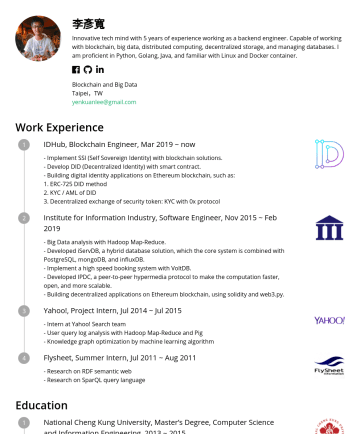 李彥寬
Innovative tech mind with 5 years of experience working as a backend engineer. Capable of working
with blockchain, big data, distributed computing, decentralized storage, and managing databases. I
am proficient in Python, Golang, Java, and familiar with Linux and Docker container.
Blockchain and Big Data
Taipei，TW
yenkuanlee@gmail.com
Work Experience
1 IDHub, Blockchain Engineer, Mar 2019 ~ now
- Implement SSI (Self Sovereign Identity) with blockchain solutions.
- Develop DID (Decentralized Identity) with smart contract.
- Building digital identity applications on Ethereum blockchain, such as:
1. ERC-725 DID method
2. KYC / AML of DID
3. Decentralized exchange of security token: KYC with 0x protocol
2 Institute for Information Industry, Software Engineer, Nov 2015 ~ Feb
2019
- Big Data analysis with Hadoop Map-Reduce.
- Developed iServDB, a hybrid database solution, which the core system is combined with
PostgreSQL, mongoDB, and influxDB.
- Implement a high speed booking system with VoltDB.
- Developed IPDC, a peer-to-peer hypermedia protocol to make the computation faster,
open, and more scalable.
- Building decentralized applications on Ethereum blockchain, using solidity and web3.py.
3 Yahoo!, Project Intern, Jul 2014 ~ Jul 2015
YAHOO!
- Intern at Yahoo! Search team
- User query log analysis with Hadoop Map-Reduce and Pig
- Knowledge graph optimization by machine learning algorithm
4 Flysheet, Summer Intern, Jul 2011 ~ Aug 2011
FlySheet
- Research on RDF semantic web
- Research on SparQL query language
Education
1 National Cheng Kung University, Master's Degree, Computer Science
and Information Engineering, 2013 ~ 2015